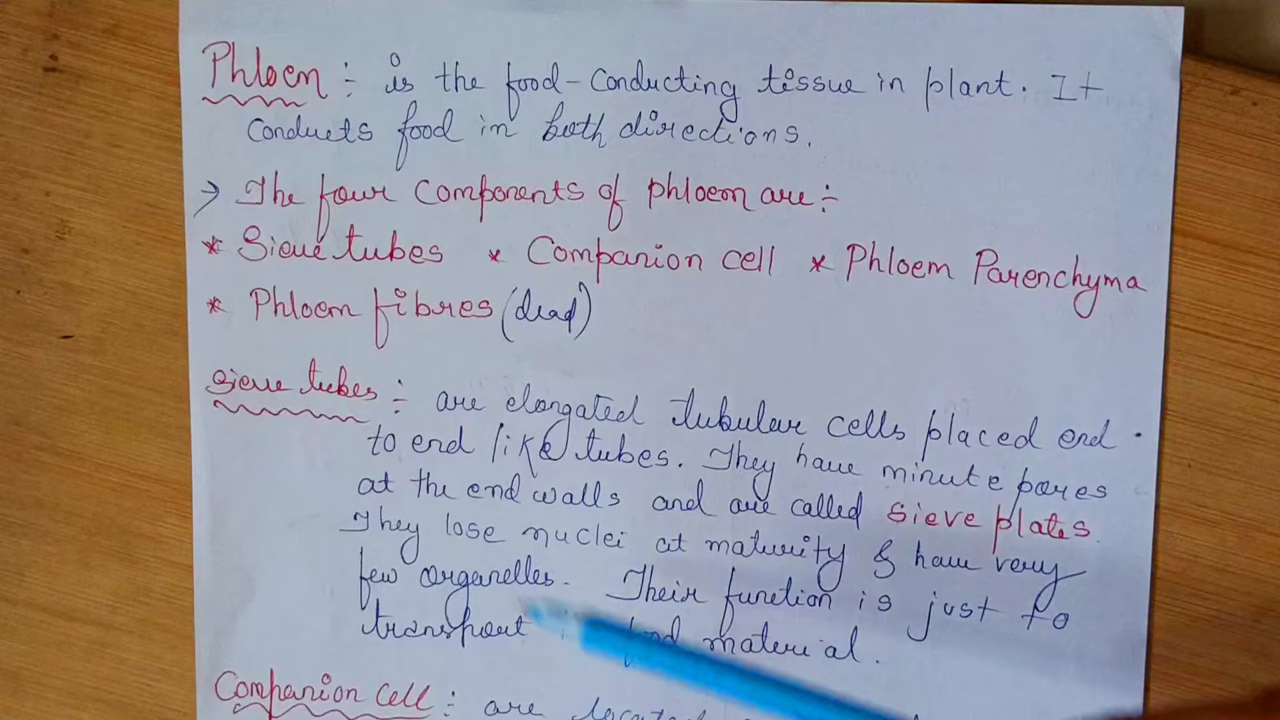 Phloem :- is the food-conducting tissue in plant. It
conducts food in both directions.
> The four components of phloem are :-
* Sieve tubes * Companion cell * Phloem Parenchyma
* Phloem fibres (dead)
Sieve tubes :- are elongated tubular cells placed end
to end like tubes. They have minute pores
at the end walls and are called sieve plates.
They lose nuclei at maturity & have very
few organelles. Their function is just to
transport food material.
Companion cell :- are